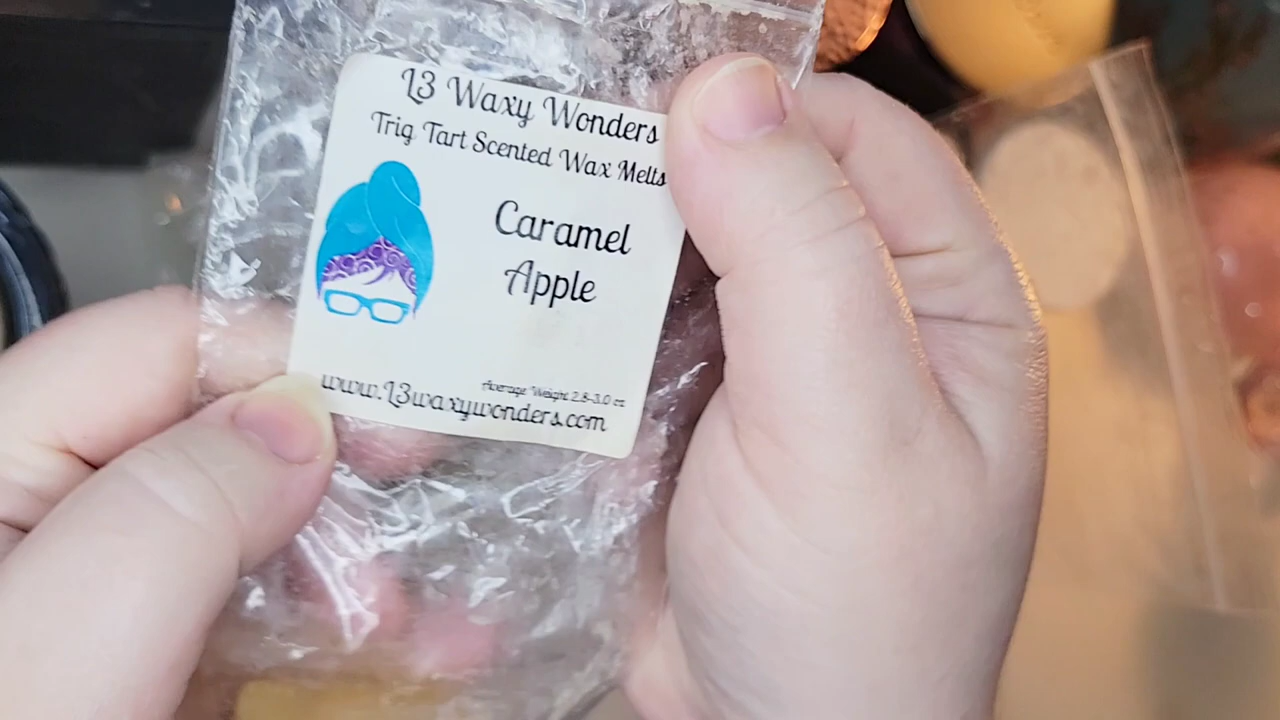 L3 Waxy Wonders
Trig Tart Scented Wax Melts
Caramel
Apple
Average Weight 2.8-3.0 oz
www.L3waxywonders.com